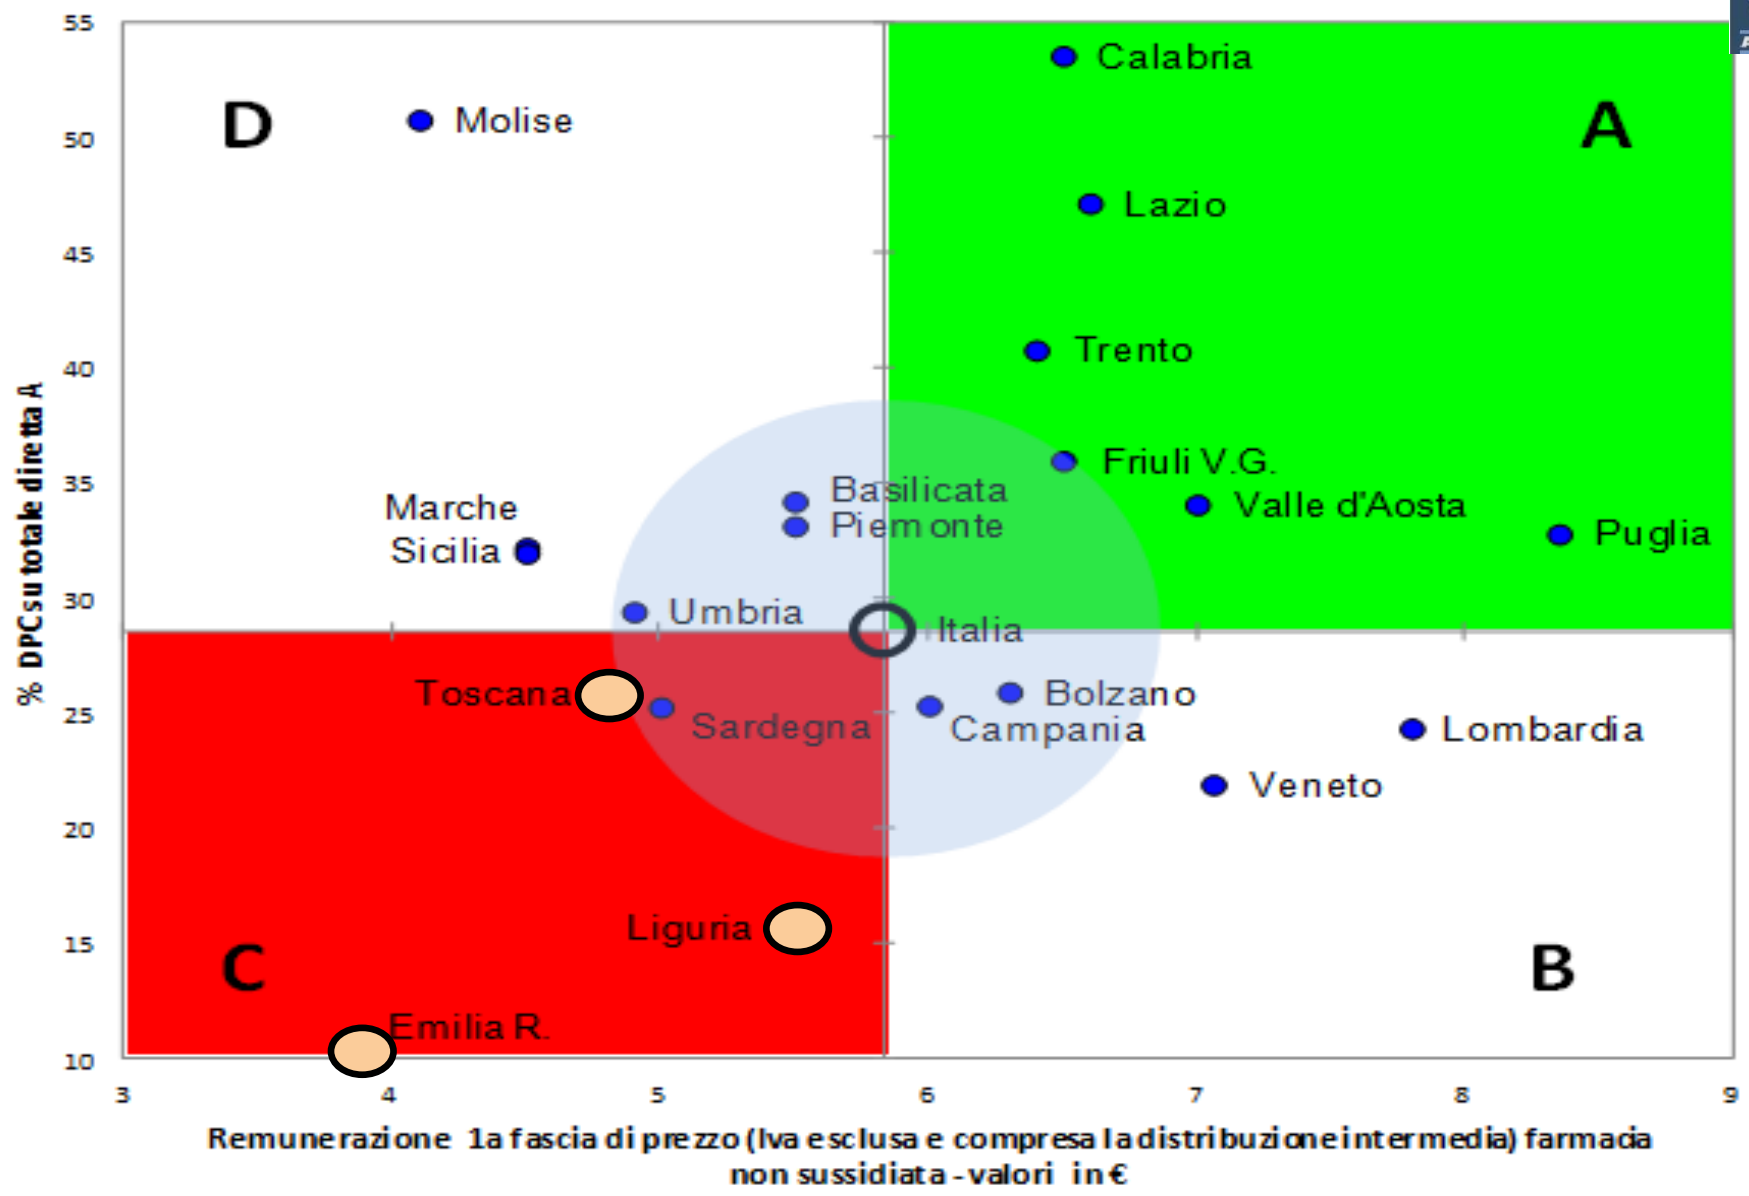 55
50
45
40
35
30
25
20
15
10
% DPC su totale diretta A
D
A
C
B
Calabria
Molise
Lazio
Trento
Friuli V.G.
Basilicata
Valle d'Aosta
Marche
Piemonte
Puglia
Sicilia
Umbria
Italia
Toscana
Bolzano
Sardegna
Campania
Lombardia
Veneto
Liguria
Emilia R.
3
4
5
6
7
8
9
Remunerazione 1a fascia di prezzo (Iva esclusa e compresa la distribuzione intermedia) farmacia
non sussidiata - valori in €